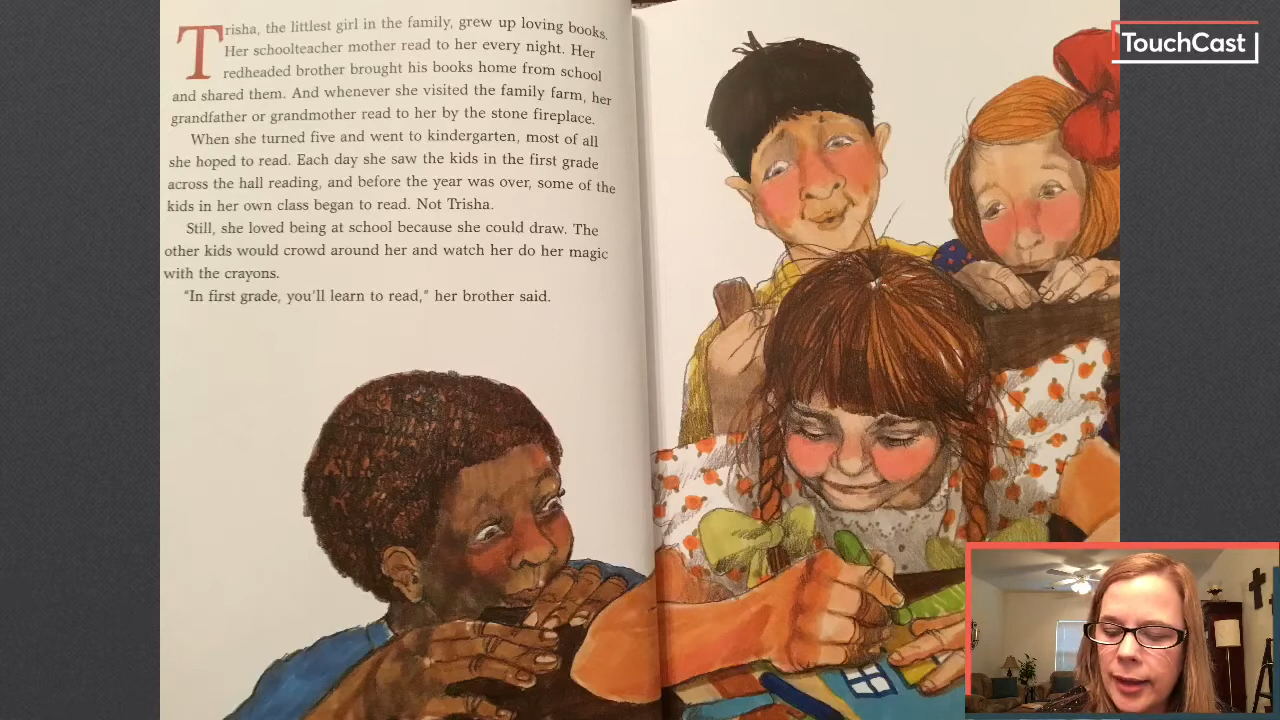 Trisha, the littlest girl in the family, grew up loving books.
Her schoolteacher mother read to her every night. Her
redheaded brother brought his books home from school
and shared them. And whenever she visited the family farm, her
grandfather or grandmother read to her by the stone fireplace.
When she turned five and went to kindergarten, most of all
she hoped to read. Each day she saw the kids in the first grade
across the hall reading, and before the year was over, some of the
kids in her own class began to read. Not Trisha.
Still, she loved being at school because she could draw. The
other kids would crowd around her and watch her do her magic
with the crayons.
"In first grade, you'll learn to read," her brother said.
TouchCast